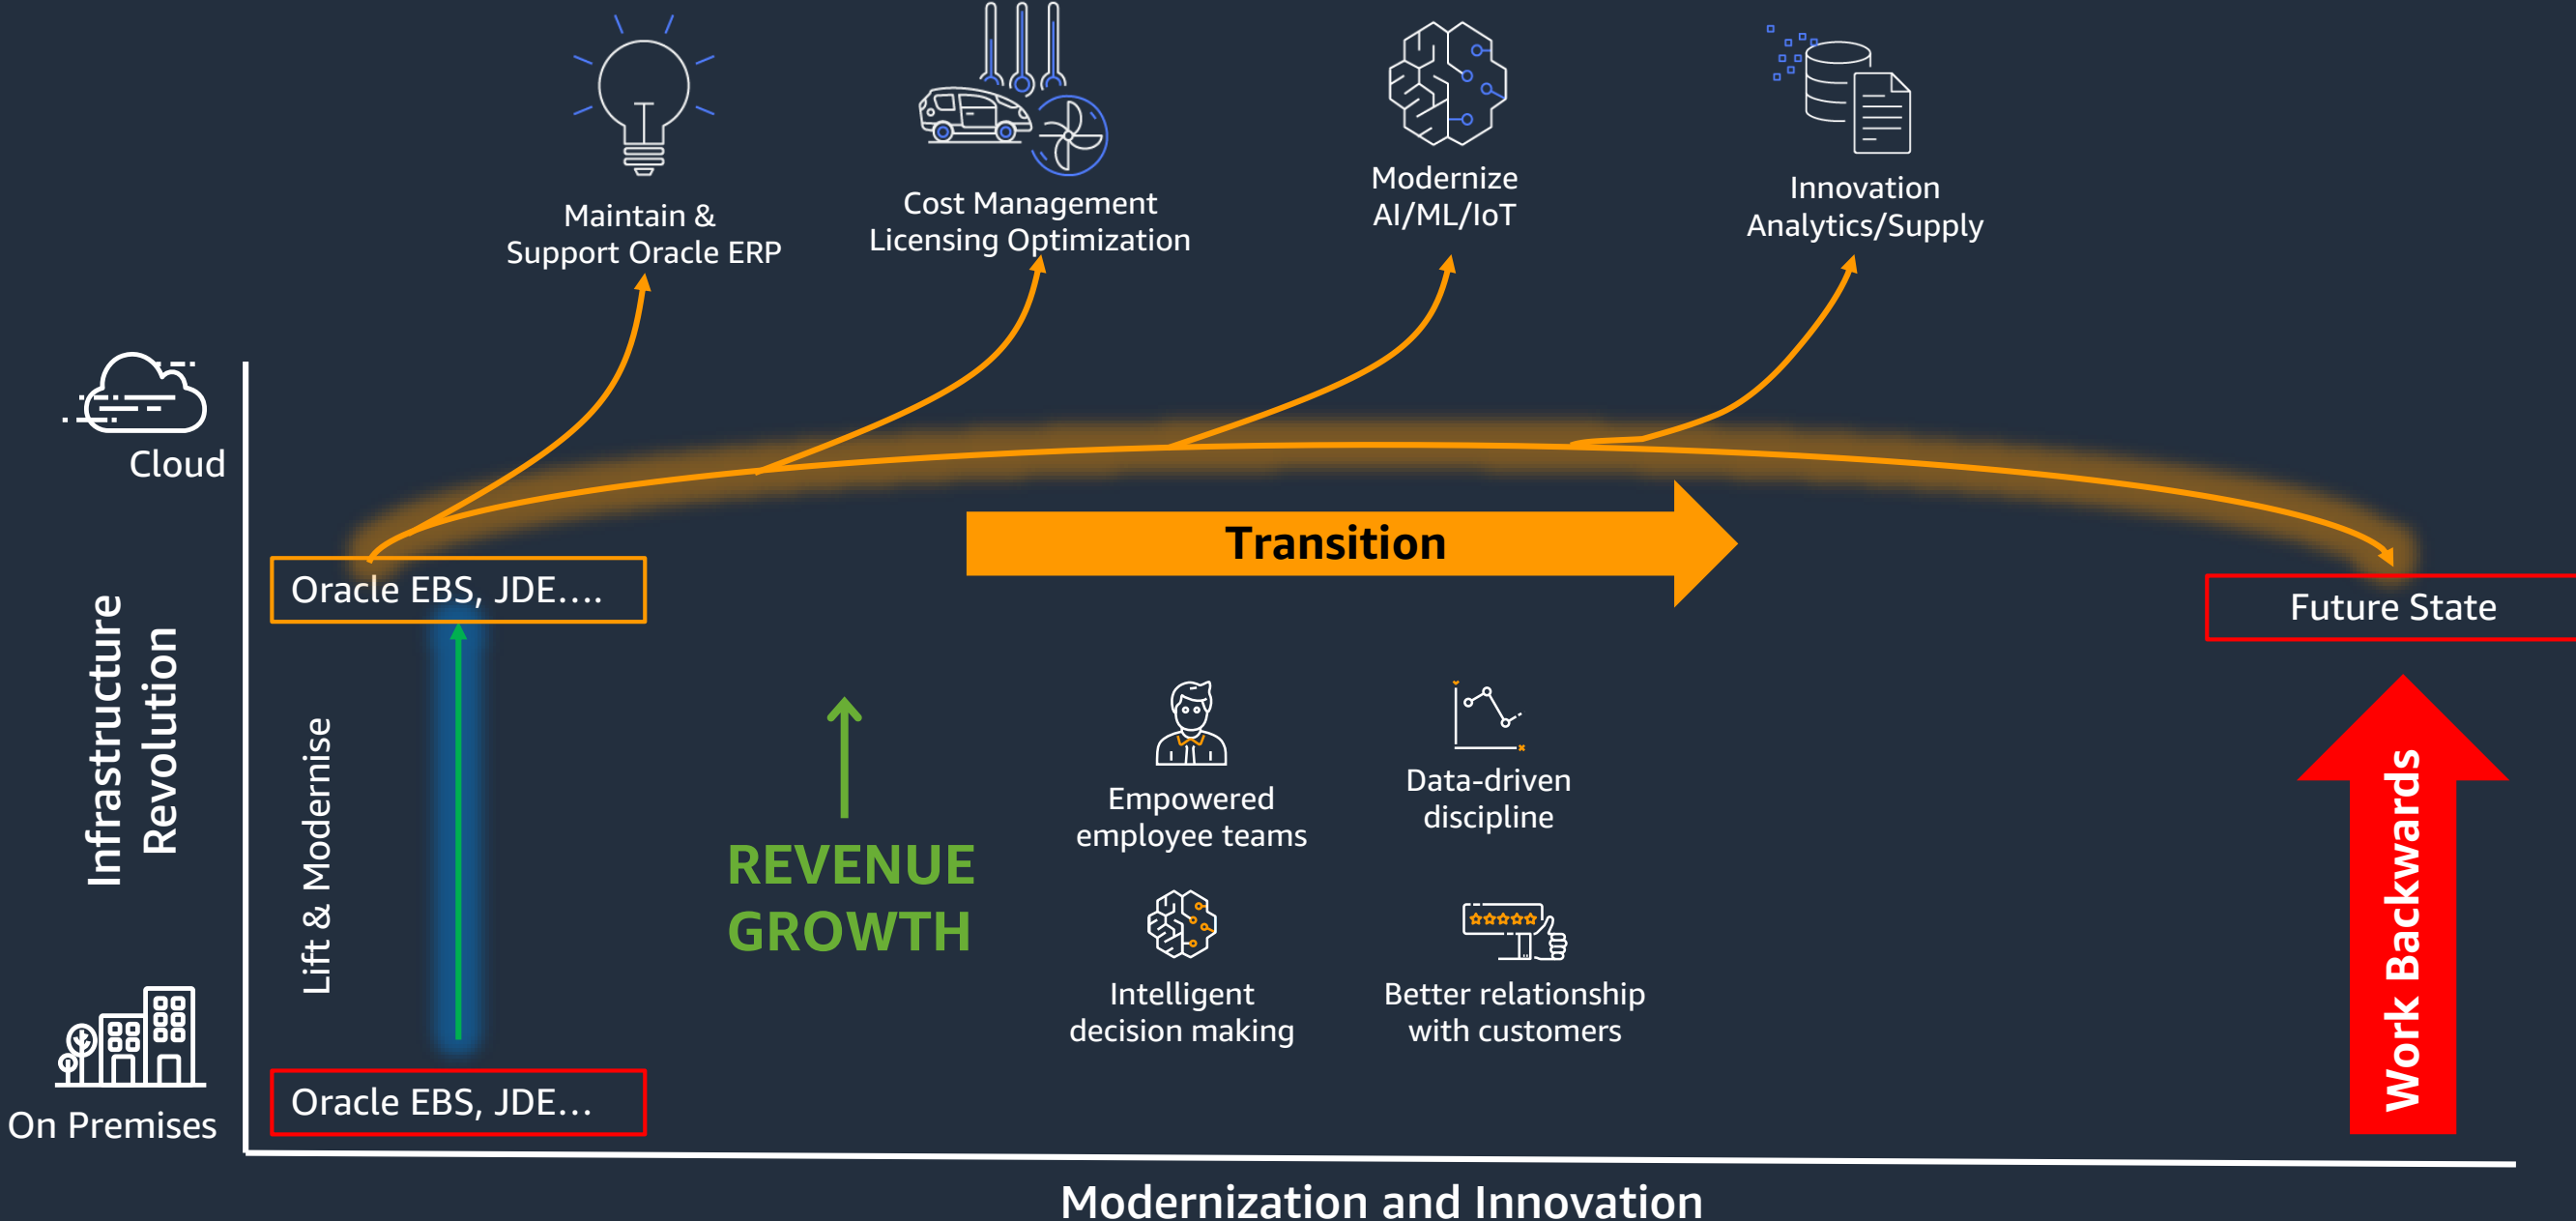 Maintain &
Support Oracle ERP
Cost Management
Licensing Optimization
Modernize
AI/ML/IoT
Innovation
Analytics/Supply
Cloud
Transition
Oracle EBS, JDE....
Future State
Infrastructure
Revolution
Lift & Modernise
REVENUE
GROWTH
Empowered
employee teams
Data-driven
discipline
Intelligent
decision making
Better relationship
with customers
Work Backwards
On Premises
Oracle EBS, JDE...
Modernization and Innovation